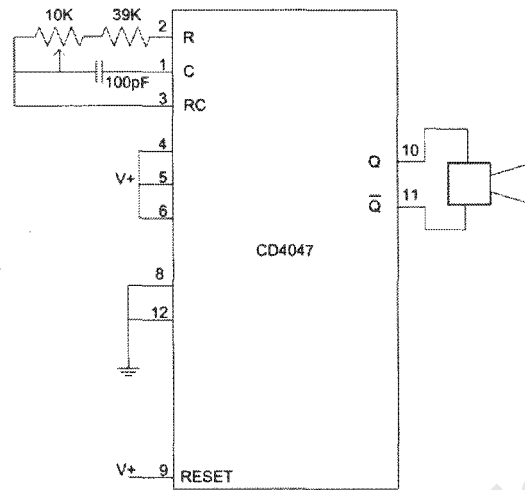 10K 39K
2 R
1 C
100pF
3 RC
4
V+ 5
6
Q 10
Q̅ 11
CD4047
8
12
V+ 9 RESET